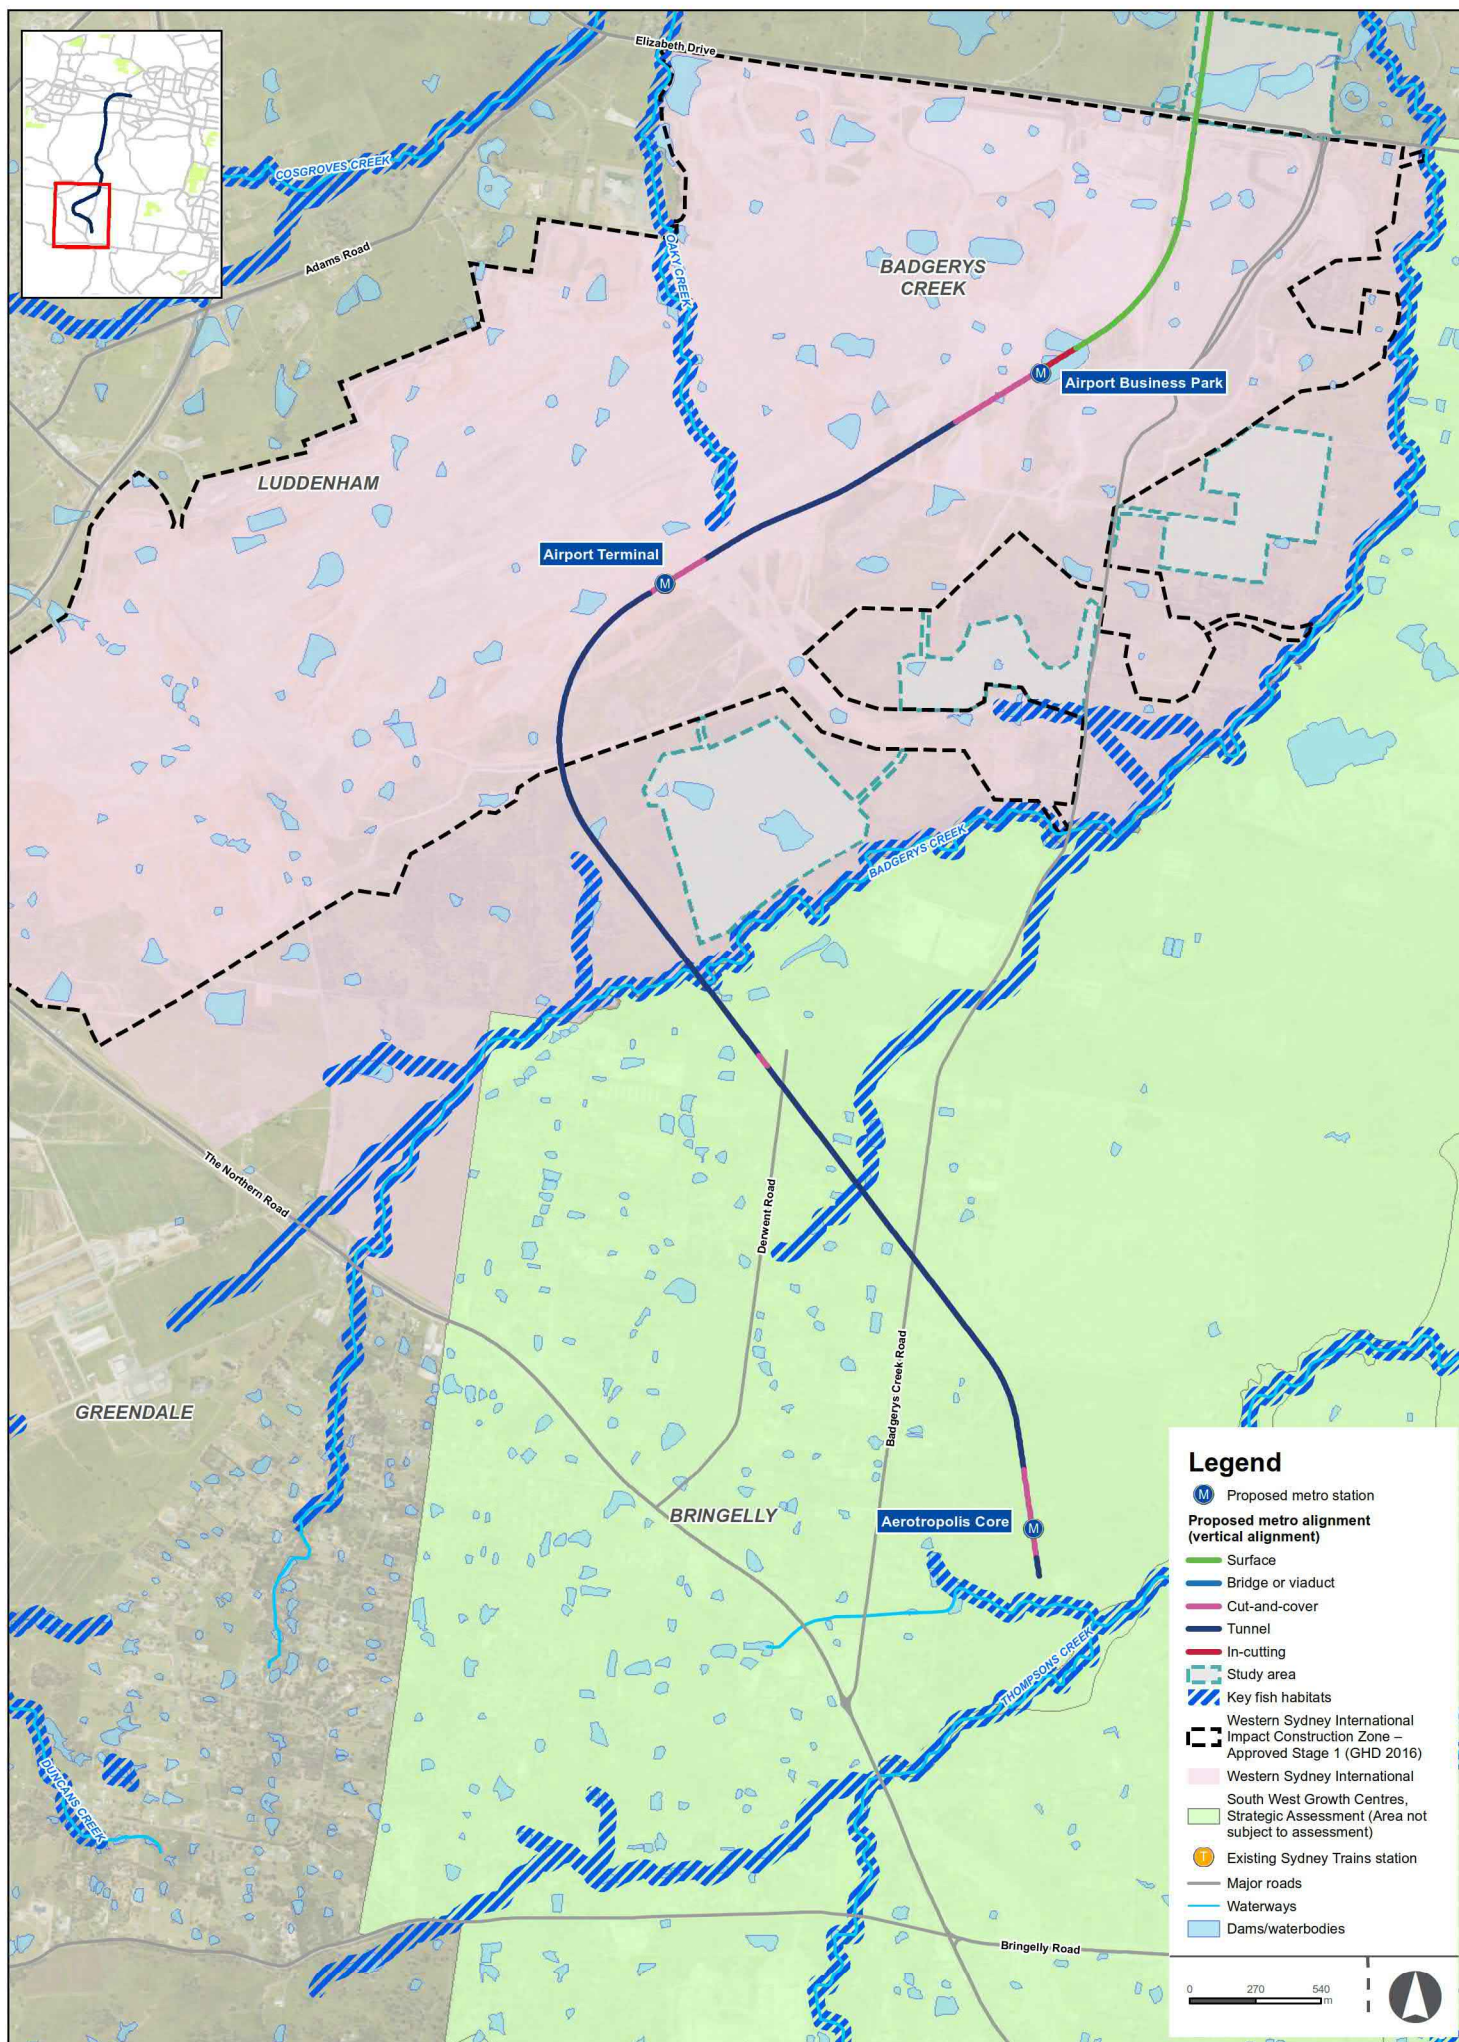 Elizabeth Drive
COSGROVES CREEK
Adams Road
OAKY CREEK
BADGERYS
CREEK
M
Airport Business Park
LUDDENHAM
Airport Terminal
M
BADGERYS CREEK
The Northern Road
Derwent Road
Badgerys Creek Road
GREENDALE
BRINGELLY
Aerotropolis Core
M
THOMPSONS CREEK
DUNCANS CREEK
Bringelly Road
Legend
M Proposed metro station
Proposed metro alignment
(vertical alignment)
Surface
Bridge or viaduct
Cut-and-cover
Tunnel
In-cutting
Study area
Key fish habitats
Western Sydney International
Impact Construction Zone –
Approved Stage 1 (GHD 2016)
Western Sydney International
South West Growth Centres,
Strategic Assessment (Area not
subject to assessment)
T Existing Sydney Trains station
Major roads
Waterways
Dams/waterbodies
0 270 540
m